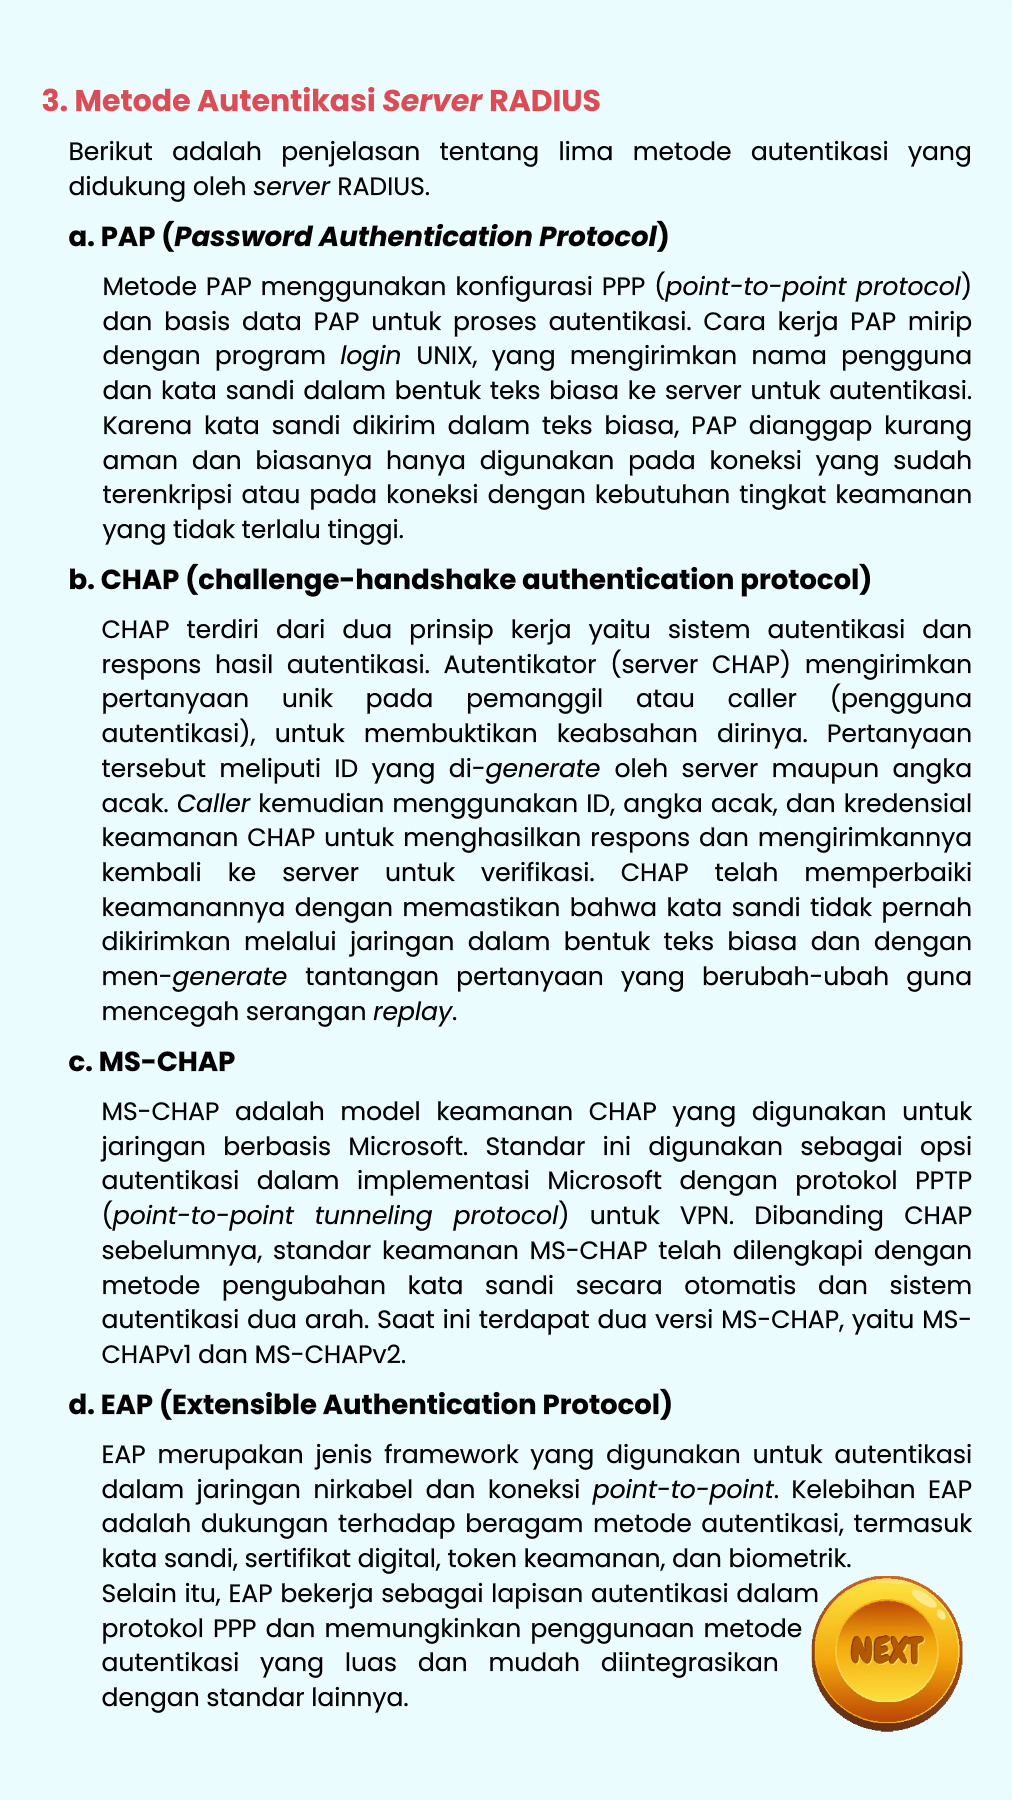 3. Metode Autentikasi Server RADIUS
Berikut adalah penjelasan tentang lima metode autentikasi yang
didukung oleh server RADIUS.
a. PAP (Password Authentication Protocol)
Metode PAP menggunakan konfigurasi PPP (point-to-point protocol)
dan basis data PAP untuk proses autentikasi. Cara kerja PAP mirip
dengan program login UNIX, yang mengirimkan nama pengguna
dan kata sandi dalam bentuk teks biasa ke server untuk autentikasi.
Karena kata sandi dikirim dalam teks biasa, PAP dianggap kurang
aman dan biasanya hanya digunakan pada koneksi yang sudah
terenkripsi atau pada koneksi dengan kebutuhan tingkat keamanan
yang tidak terlalu tinggi.
b. CHAP (challenge-handshake authentication protocol)
CHAP terdiri dari dua prinsip kerja yaitu sistem autentikasi dan
respons hasil autentikasi. Autentikator (server CHAP) mengirimkan
pertanyaan unik pada pemanggil atau caller (pengguna
autentikasi), untuk membuktikan keabsahan dirinya. Pertanyaan
tersebut meliputi ID yang di-generate oleh server maupun angka
acak. Caller kemudian menggunakan ID, angka acak, dan kredensial
keamanan CHAP untuk menghasilkan respons dan mengirimkannya
kembali ke server untuk verifikasi. CHAP telah memperbaiki
keamanannya dengan memastikan bahwa kata sandi tidak pernah
dikirimkan melalui jaringan dalam bentuk teks biasa dan dengan
men-generate tantangan pertanyaan yang berubah-ubah guna
mencegah serangan replay.
c. MS-CHAP
MS-CHAP adalah model keamanan CHAP yang digunakan untuk
jaringan berbasis Microsoft. Standar ini digunakan sebagai opsi
autentikasi dalam implementasi Microsoft dengan protokol PPTP
(point-to-point tunneling protocol) untuk VPN. Dibanding CHAP
sebelumnya, standar keamanan MS-CHAP telah dilengkapi dengan
metode pengubahan kata sandi secara otomatis dan sistem
autentikasi dua arah. Saat ini terdapat dua versi MS-CHAP, yaitu MS-
CHAPv1 dan MS-CHAPv2.
d. EAP (Extensible Authentication Protocol)
EAP merupakan jenis framework yang digunakan untuk autentikasi
dalam jaringan nirkabel dan koneksi point-to-point. Kelebihan EAP
adalah dukungan terhadap beragam metode autentikasi, termasuk
kata sandi, sertifikat digital, token keamanan, dan biometrik.
Selain itu, EAP bekerja sebagai lapisan autentikasi dalam
protokol PPP dan memungkinkan penggunaan metode
autentikasi yang luas dan mudah diintegrasikan
dengan standar lainnya.
NEXT